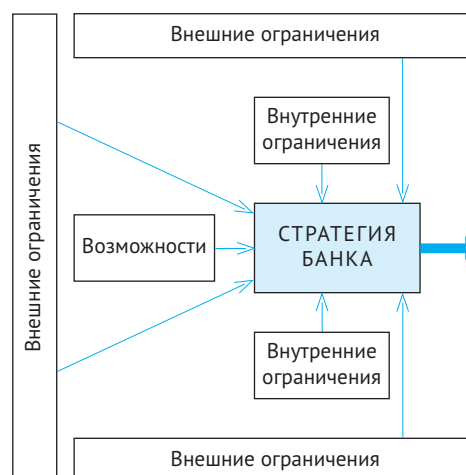 Внешние ограничения
Внешние ограничения
Внутренние
ограничения
Возможности
СТРАТЕГИЯ
БАНКА
Внутренние
ограничения
Внешние ограничения